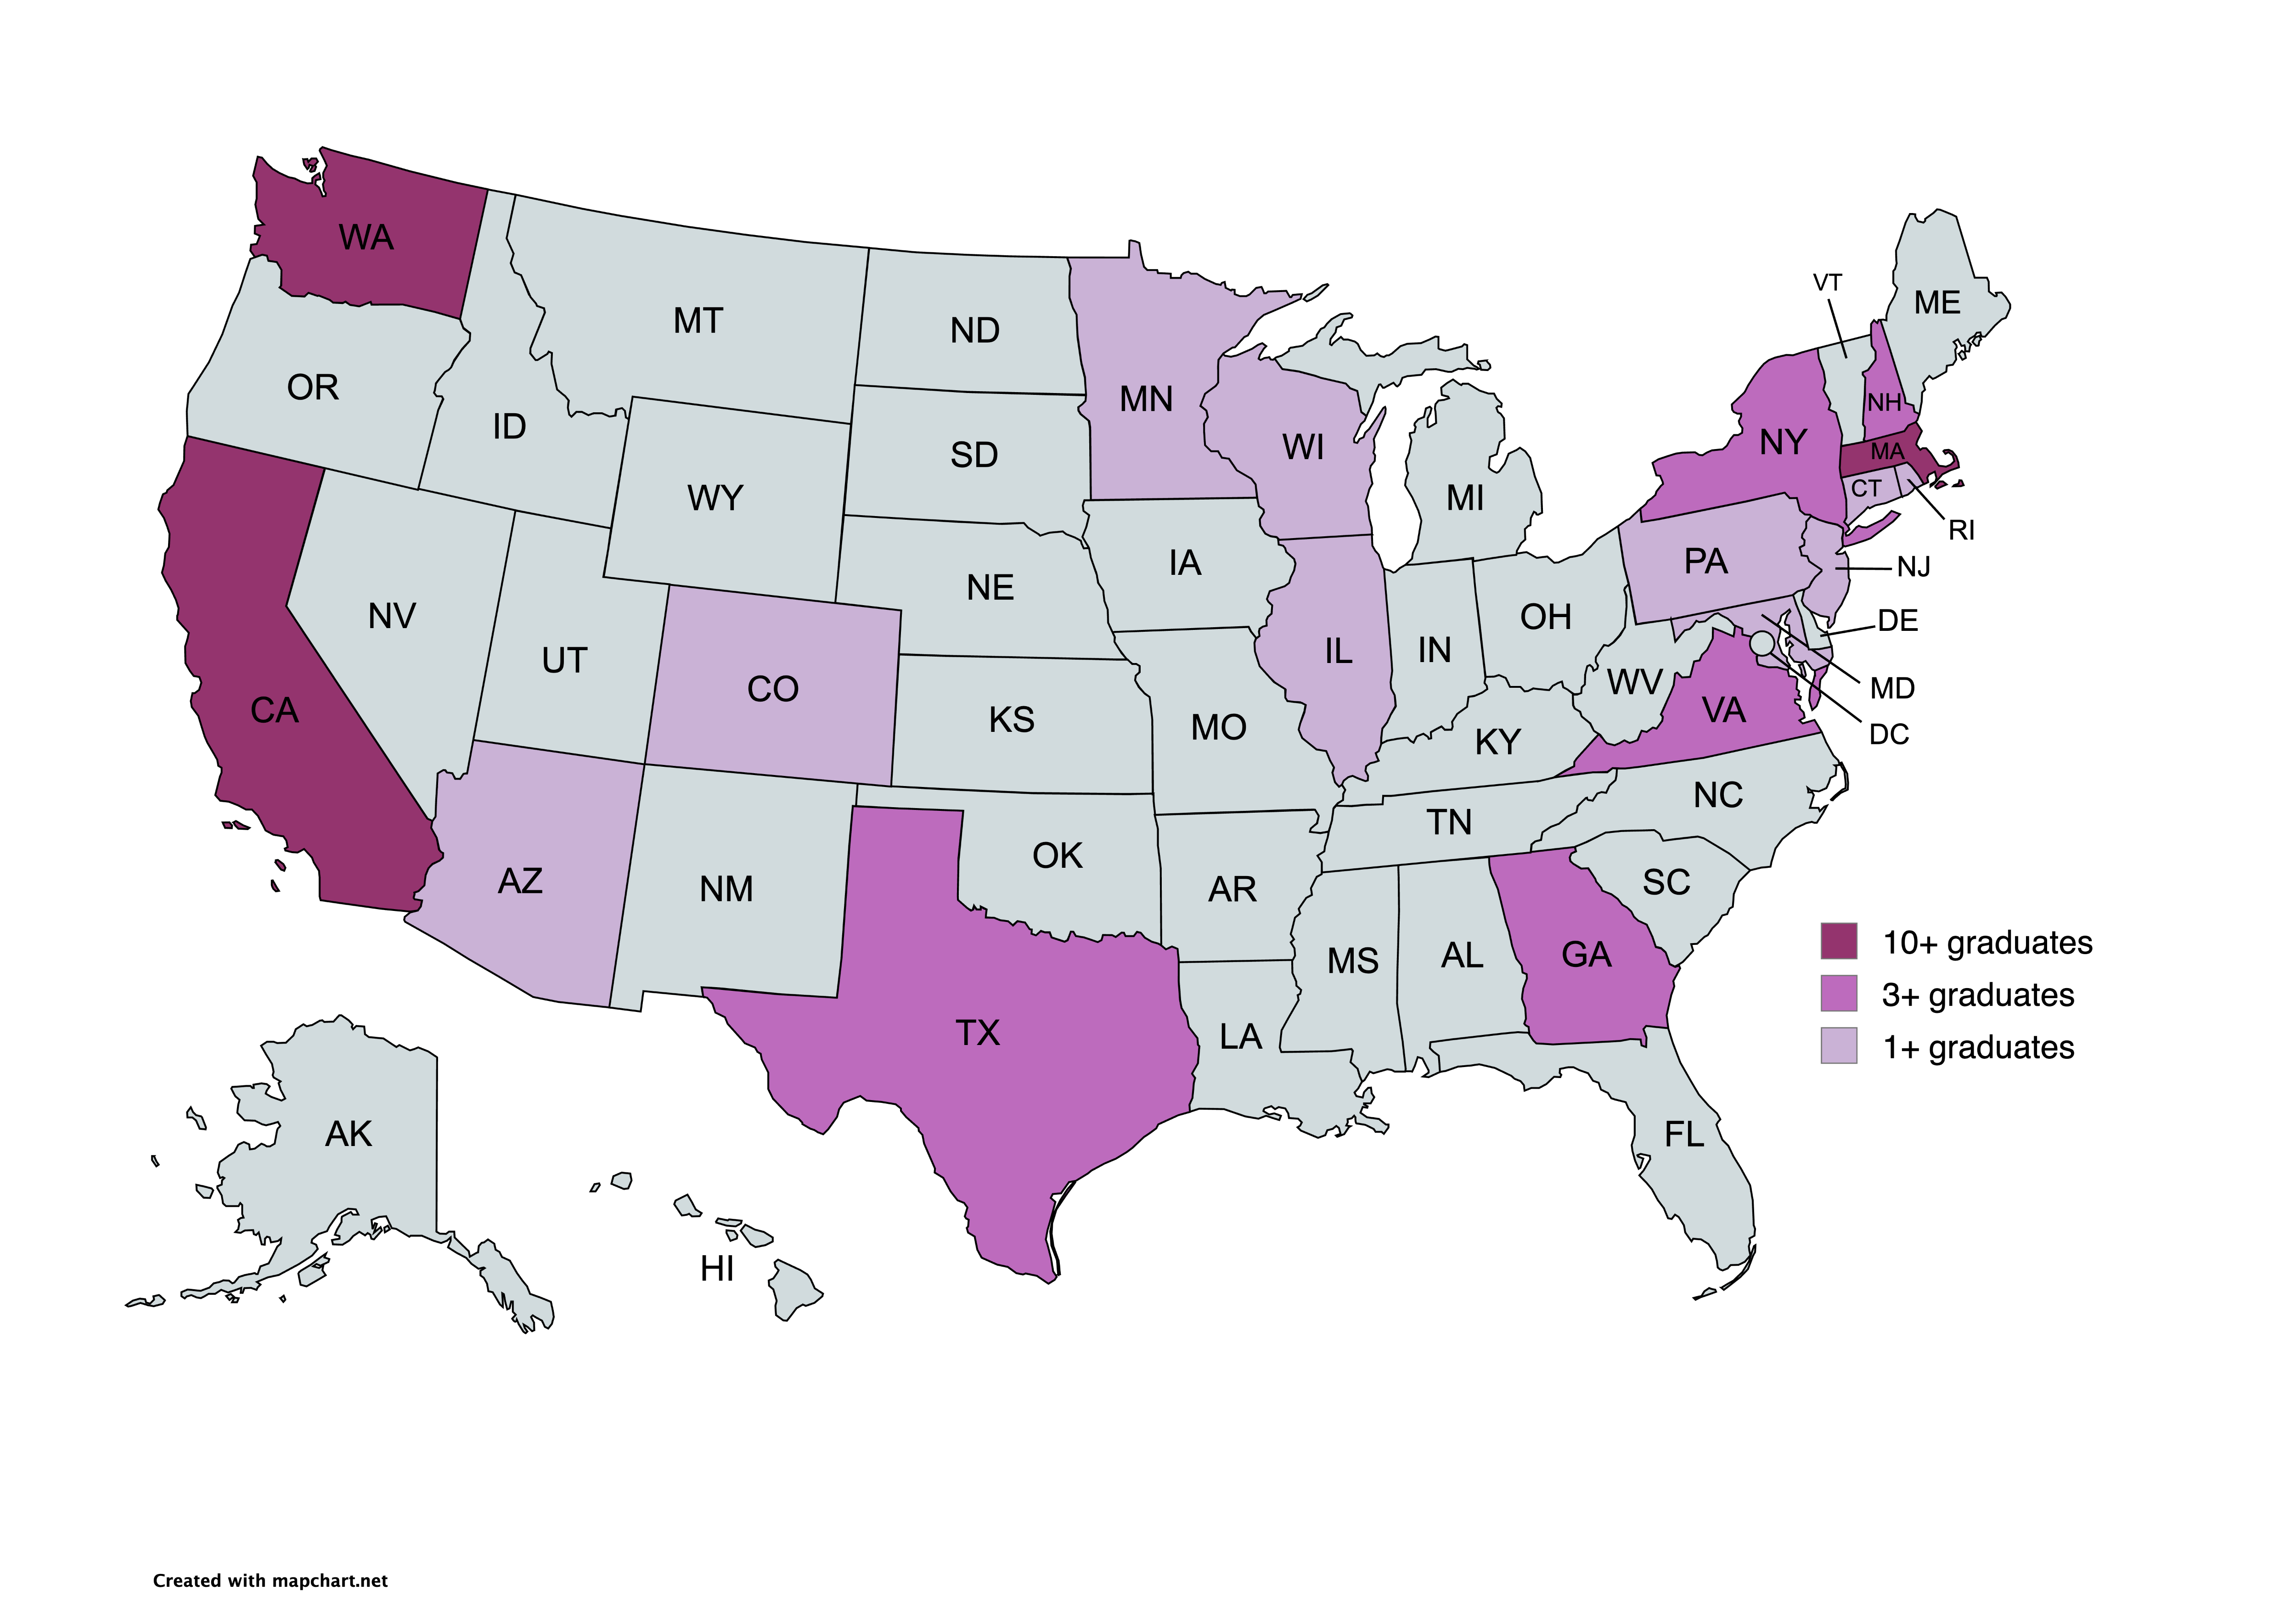 WA
MT
ND
MN
VT
ME
OR
ID
WY
SD
WI
MI
NY
NH
MA
CT
RI
NV
UT
CO
NE
IA
IL
IN
OH
PA
NJ
DE
MD
DC
CA
KS
MO
KY
WV
VA
AZ
NM
OK
AR
TN
NC
SC
TX
LA
MS
AL
GA
FL
AK
HI
10+ graduates
3+ graduates
1+ graduates
Created with mapchart.net